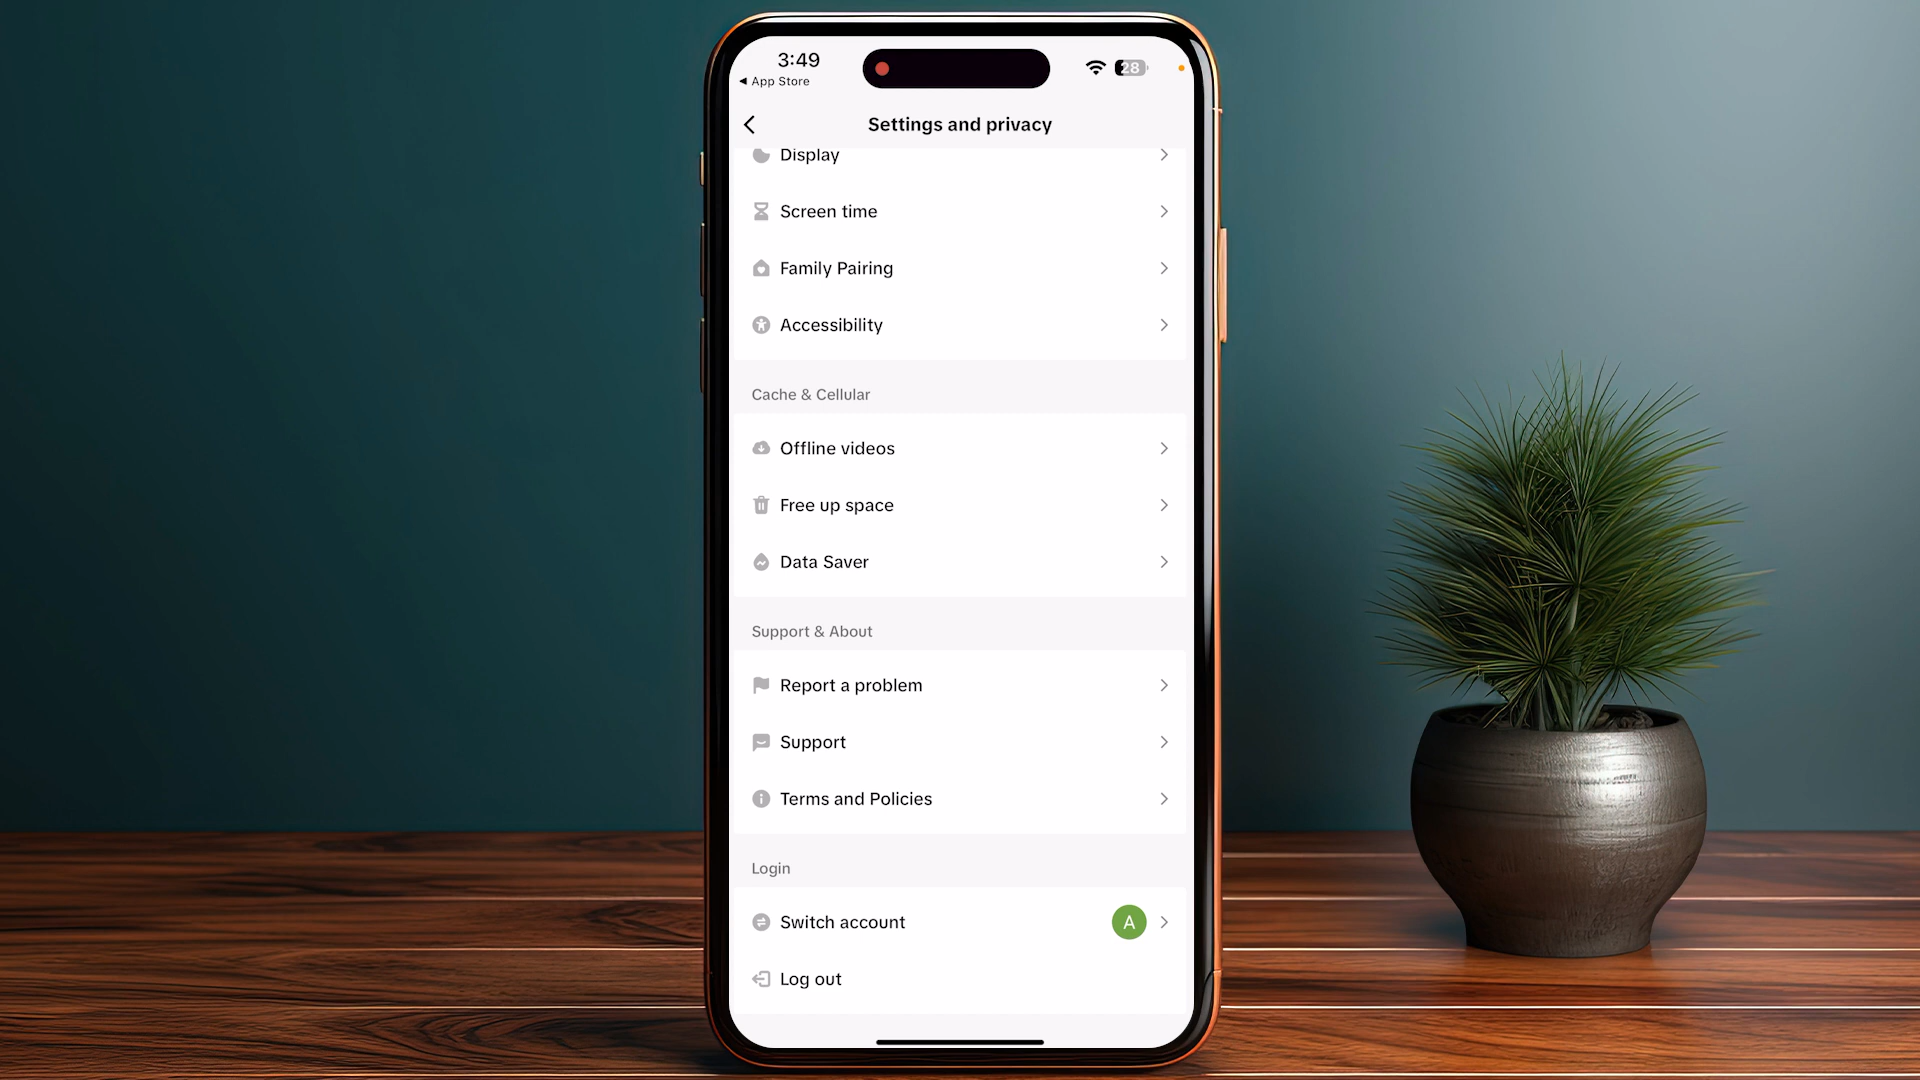 3:49
28
App Store
Settings and privacy
Display
Screen time
Family Pairing
Accessibility
Cache & Cellular
Offline videos
Free up space
Data Saver
Support & About
Report a problem
Support
Terms and Policies
Login
Switch account
A
Log out